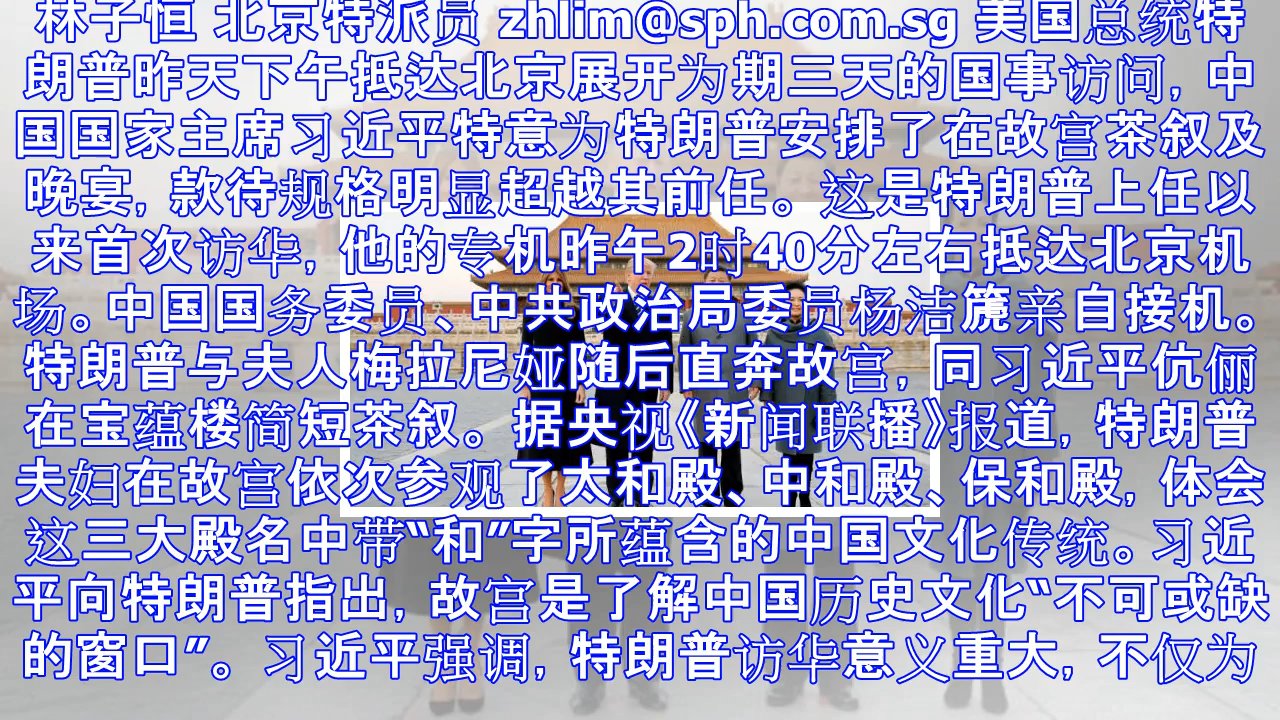 林子恒 北京特派员 zhlim@sph.com.sg 美国总统特
朗普昨天下午抵达北京展开为期三天的国事访问, 中
国国家主席习近平特意为特朗普安排了在故宫茶叙及
晚宴, 款待规格明显超越其前任。这是特朗普上任以
来首次访华, 他的专机昨午2时40分左右抵达北京机
场。中国国务委员、中共政治局委员杨洁篪亲自接机。
特朗普与夫人梅拉尼娅随后直奔故宫, 同习近平伉俪
在宝蕴楼简短茶叙。据央视《新闻联播》报道, 特朗普
夫妇在故宫依次参观了太和殿、中和殿、保和殿, 体会
这三大殿名中带“和”字所蕴含的中国文化传统。习近
平向特朗普指出, 故宫是了解中国历史文化“不可或缺
的窗口”。习近平强调, 特朗普访华意义重大, 不仅为